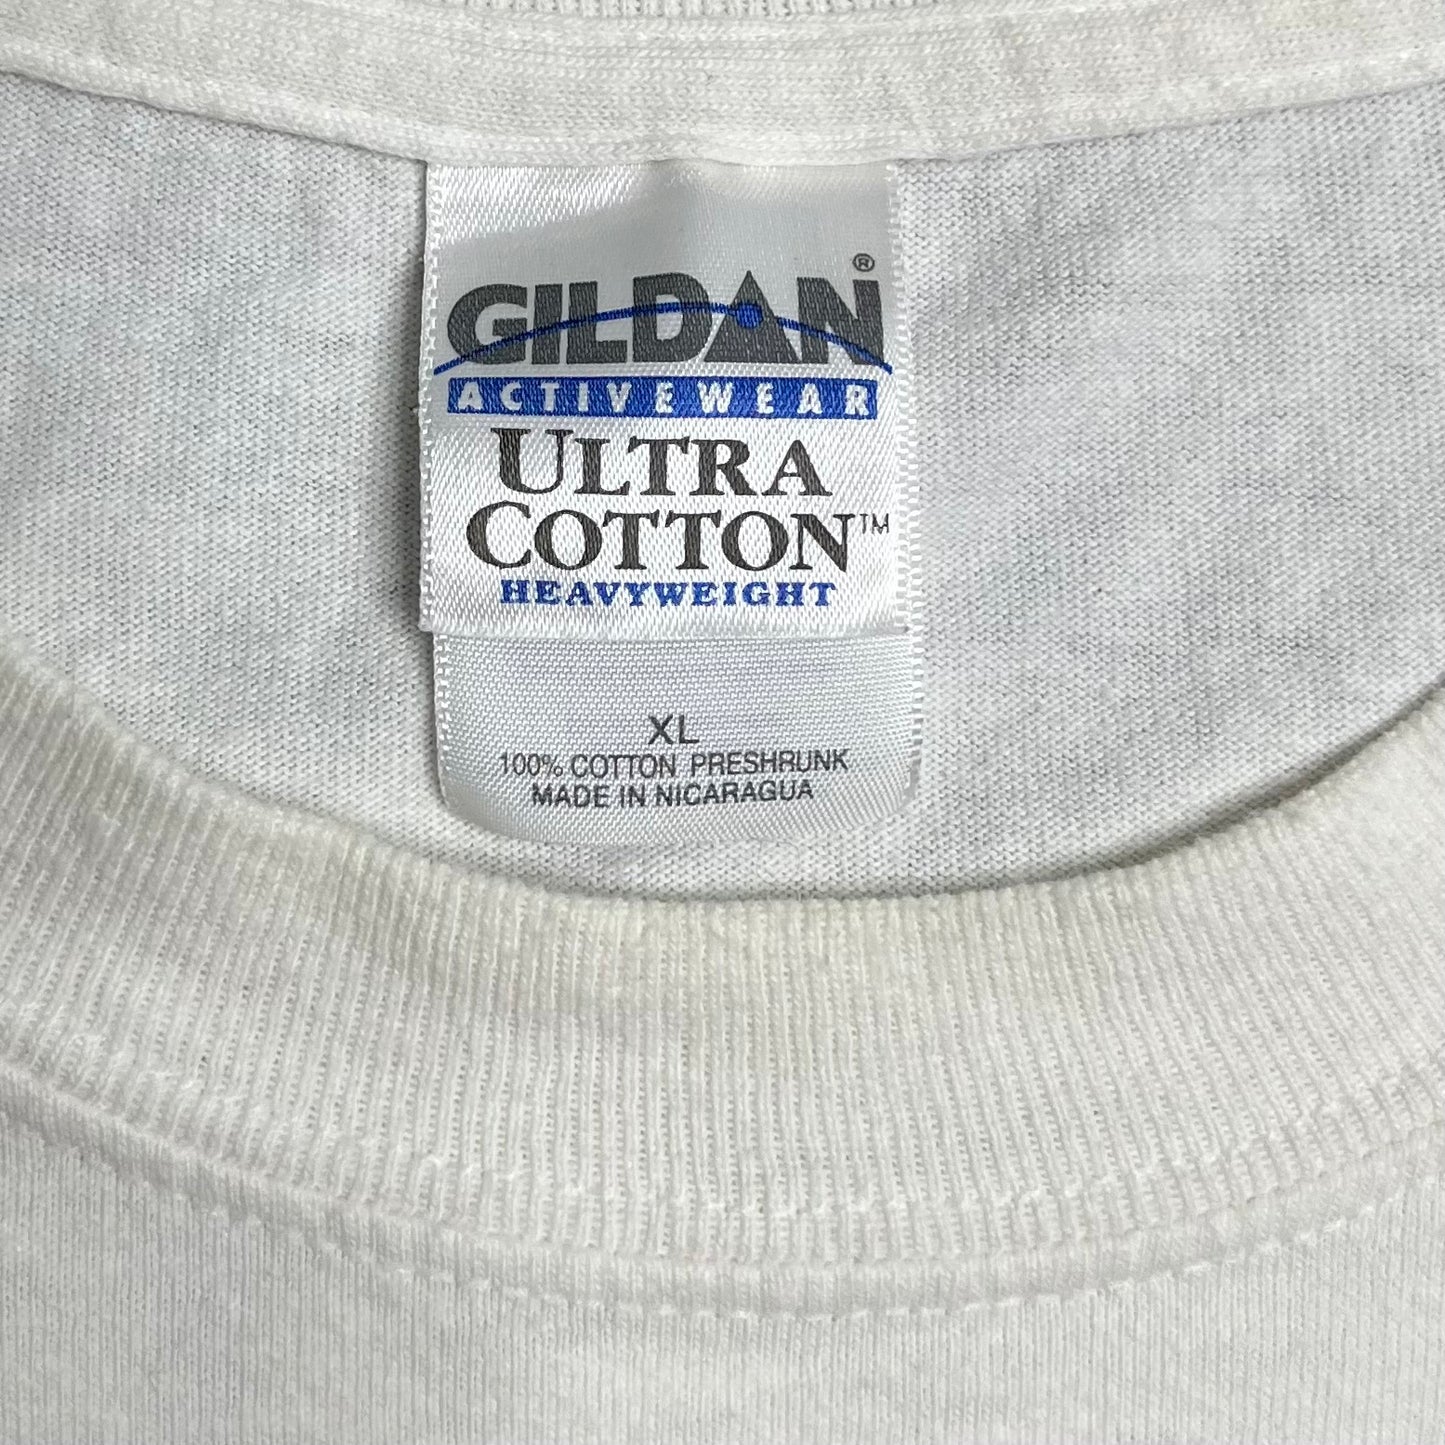 GILDAN®
ACTIVEWEAR
ULTRA
COTTON™
HEAVYWEIGHT
XL
100% COTTON PRESHRUNK
MADE IN NICARAGUA